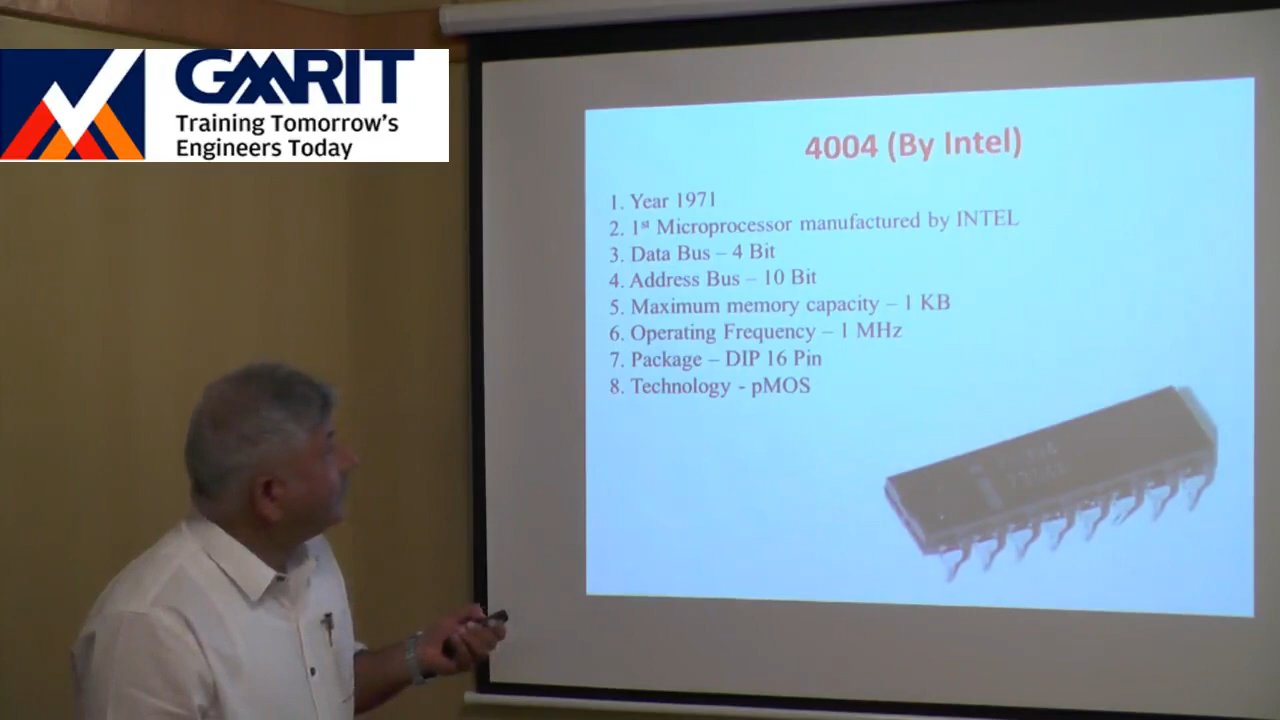 GMRIT
Training Tomorrow's
Engineers Today
4004 (By Intel)
1. Year 1971
2. 1st Microprocessor manufactured by INTEL
3. Data Bus – 4 Bit
4. Address Bus – 10 Bit
5. Maximum memory capacity – 1 KB
6. Operating Frequency – 1 MHz
7. Package – DIP 16 Pin
8. Technology - pMOS